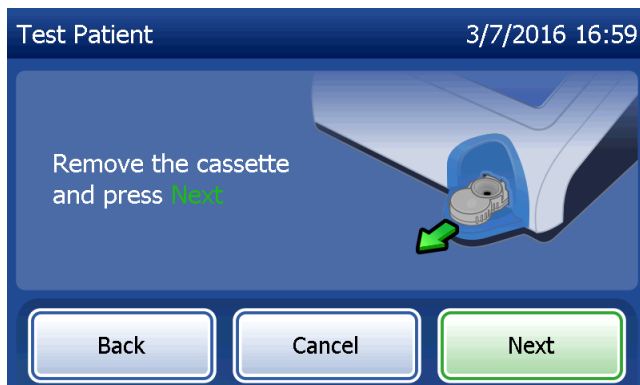 Test Patient 3/7/2016 16:59
Remove the cassette
and press Next
Back Cancel Next